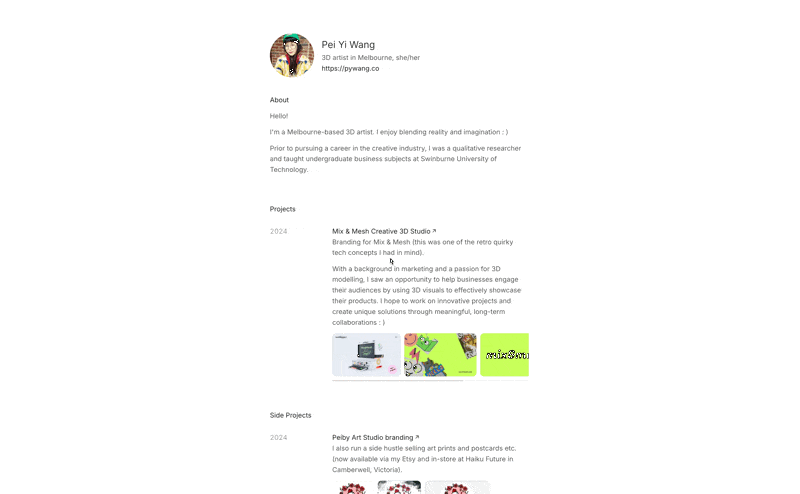 Pei Yi Wang
3D artist in Melbourne, she/her
https://pywang.co
About
Hello!
I'm a Melbourne-based 3D artist. I enjoy blending reality and imagination : )
Prior to pursuing a career in the creative industry, I was a qualitative researcher
and taught undergraduate business subjects at Swinburne University of
Technology.
Projects
2024
Mix & Mesh Creative 3D Studio ↗
Branding for Mix & Mesh (this was one of the retro quirky
tech concepts I had in mind).
With a background in marketing and a passion for 3D
modelling, I saw an opportunity to help businesses engage
their audiences by using 3D visuals to effectively showcase
their products. I hope to work on innovative projects and
create unique solutions through meaningful, long-term
collaborations : )
Side Projects
2024
Peiby Art Studio branding ↗
I also run a side hustle selling art prints and postcards etc.
(now available via my Etsy and in-store at Haiku Future in
Camberwell, Victoria).